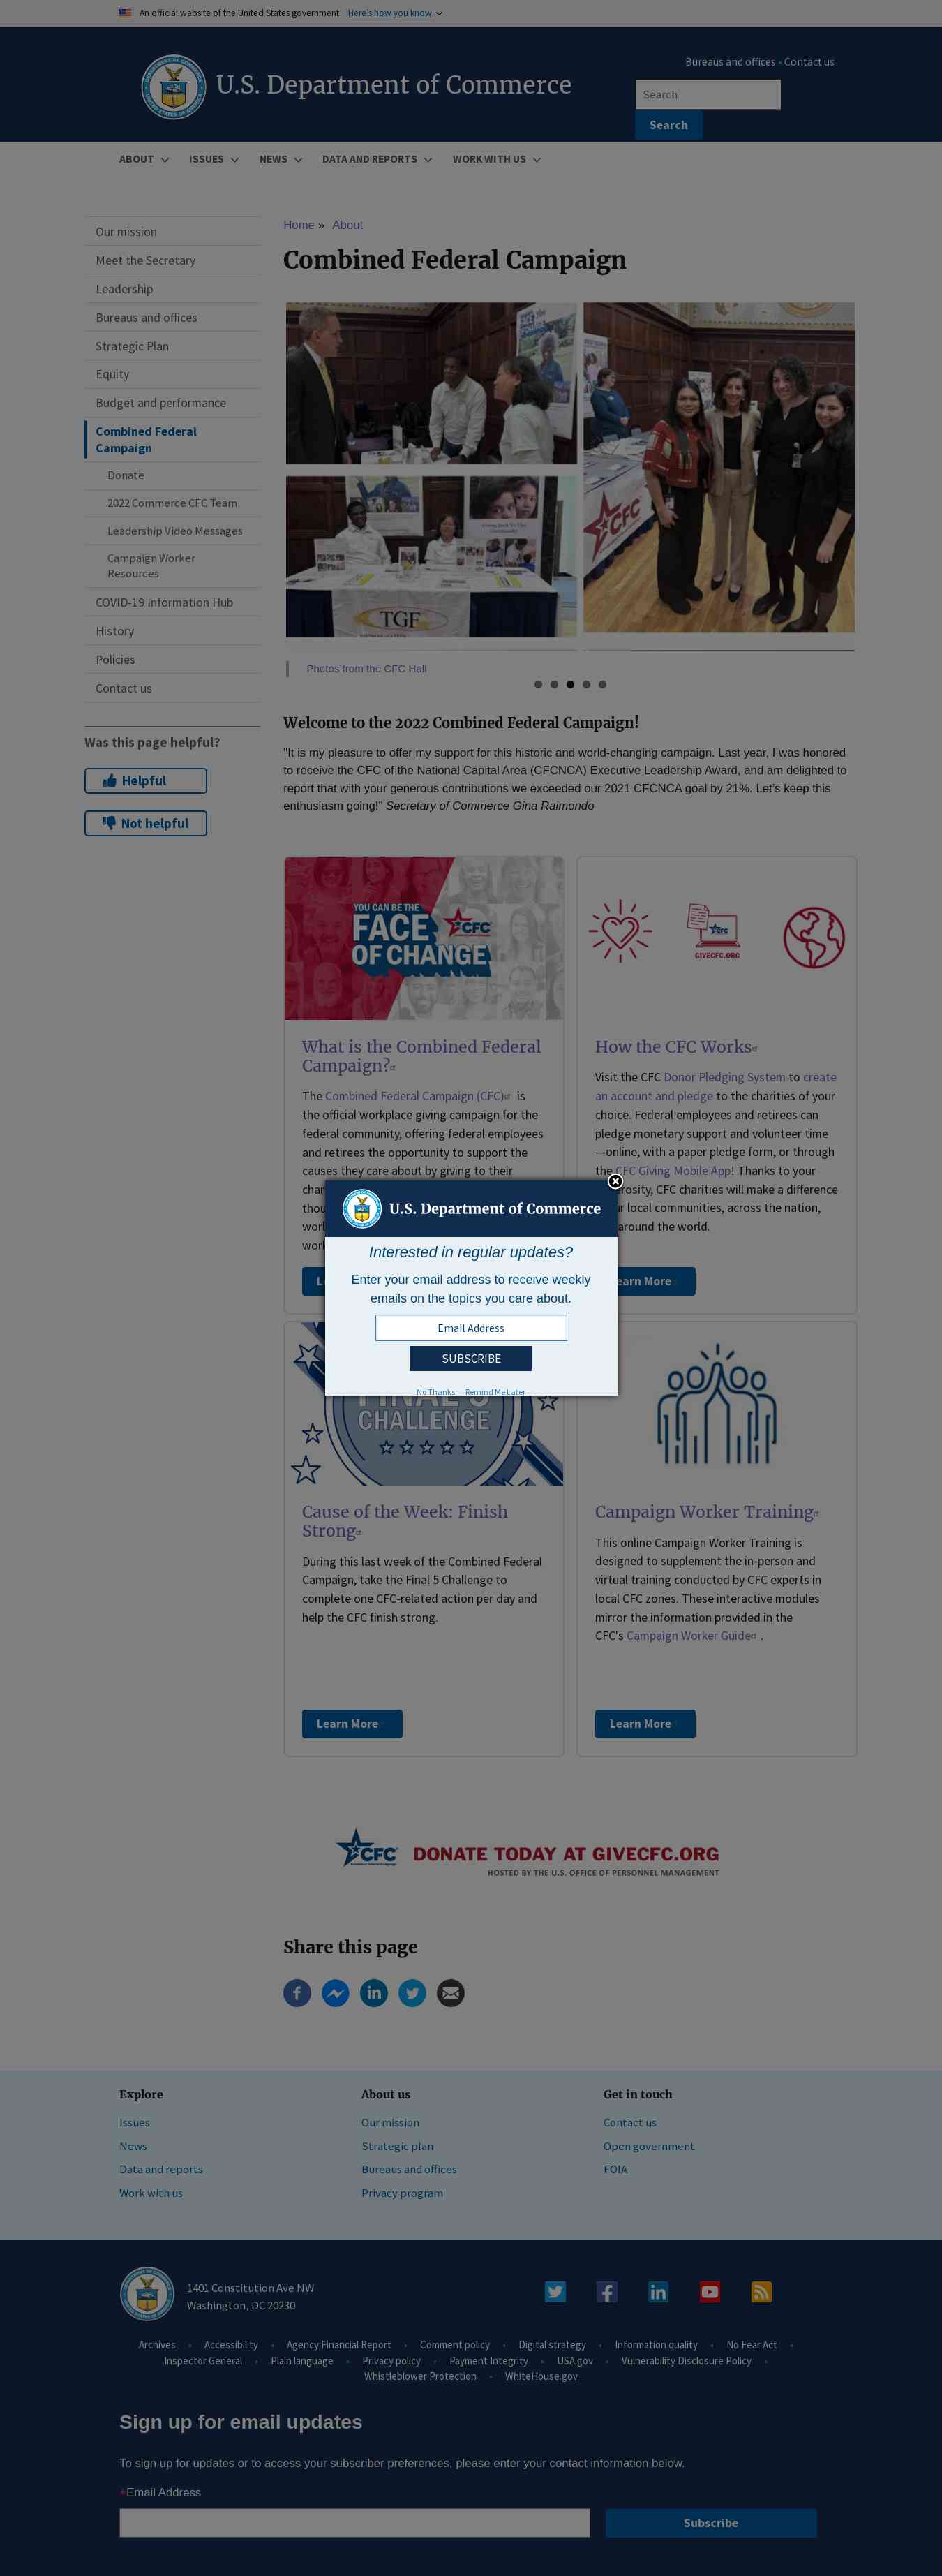 An official website of the United States government Here's how you know
U.S. Department of Commerce
Bureaus and offices - Contact us
Search
Search
ABOUT ISSUES NEWS DATA AND REPORTS WORK WITH US
Our mission
Meet the Secretary
Leadership
Bureaus and offices
Strategic Plan
Equity
Budget and performance
Combined Federal
Campaign
Donate
2022 Commerce CFC Team
Leadership Video Messages
Campaign Worker
Resources
COVID-19 Information Hub
History
Policies
Contact us
Was this page helpful?
Helpful
Not helpful
Home » About
Combined Federal Campaign
CFC
TGF
Photos from the CFC Hall
Welcome to the 2022 Combined Federal Campaign!
"It is my pleasure to offer my support for this historic and world-changing campaign. Last year, I was honored
to receive the CFC of the National Capital Area (CFCNCA) Executive Leadership Award, and am delighted to
report that with your generous contributions we exceeded our 2021 CFCNCA goal by 21%. Let's keep this
enthusiasm going!" Secretary of Commerce Gina Raimondo
YOU CAN BE THE
FACE CFC
OF CHANGE
What is the Combined Federal
Campaign?
The Combined Federal Campaign (CFC) is
the official workplace giving campaign for the
federal community, offering federal employees
and retirees the opportunity to support the
causes they care about by giving to their
CFC
GIVECFC.ORG
How the CFC Works
Visit the CFC Donor Pledging System to create
an account and pledge to the charities of your
choice. Federal employees and retirees can
pledge monetary support and volunteer time
—online, with a paper pledge form, or through
the CFC Giving Mobile App! Thanks to your
CFC charities will make a difference
local communities, across the nation,
around the world.
Learn More
U.S. Department of Commerce
Interested in regular updates?
Enter your email address to receive weekly
emails on the topics you care about.
Email Address
SUBSCRIBE
No Thanks Remind Me Later
CHALLENGE
Cause of the Week: Finish
Strong
During this last week of the Combined Federal
Campaign, take the Final 5 Challenge to
complete one CFC-related action per day and
help the CFC finish strong.
Learn More
Campaign Worker Training
This online Campaign Worker Training is
designed to supplement the in-person and
virtual training conducted by CFC experts in
local CFC zones. These interactive modules
mirror the information provided in the
CFC's Campaign Worker Guide .
Learn More
CFC DONATE TODAY AT GIVECFC.ORG
HOSTED BY THE U.S. OFFICE OF PERSONNEL MANAGEMENT
Share this page
Explore
Issues
News
Data and reports
Work with us
About us
Our mission
Strategic plan
Bureaus and offices
Privacy program
Get in touch
Contact us
Open government
FOIA
1401 Constitution Ave NW
Washington, DC 20230
Archives • Accessibility • Agency Financial Report • Comment policy • Digital strategy • Information quality • No Fear Act •
Inspector General • Plain language • Privacy policy • Payment Integrity • USA.gov • Vulnerability Disclosure Policy •
Whistleblower Protection • WhiteHouse.gov
Sign up for email updates
To sign up for updates or to access your subscriber preferences, please enter your contact information below.
*Email Address
Subscribe